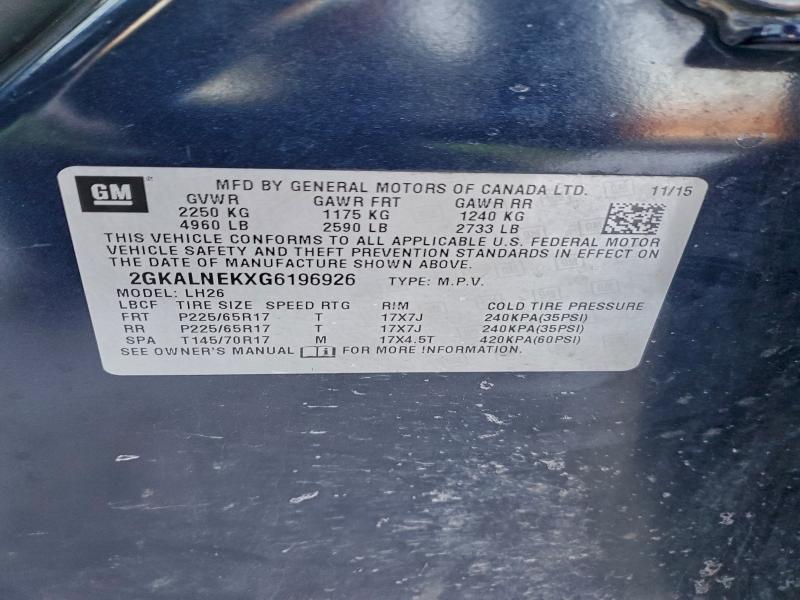 GM MFD BY GENERAL MOTORS OF CANADA LTD. 11/15
GVWR GAWR FRT GAWR RR
2250 KG 1175 KG 1240 KG
4960 LB 2590 LB 2733 LB
THIS VEHICLE CONFORMS TO ALL APPLICABLE U.S. FEDERAL MOTOR
VEHICLE SAFETY AND THEFT PREVENTION STANDARDS IN EFFECT ON
THE DATE OF MANUFACTURE SHOWN ABOVE.
2GKALNEKXG6196926 TYPE: M.P.V.
MODEL: LH26
LBCF TIRE SIZE SPEED RTG RIM COLD TIRE PRESSURE
FRT P225/65R17 T 17X7J 240KPA(35PSI)
RR P225/65R17 T 17X7J 240KPA(35PSI)
SPA T145/70R17 M 17X4.5T 420KPA(60PSI)
SEE OWNER'S MANUAL FOR MORE INFORMATION.